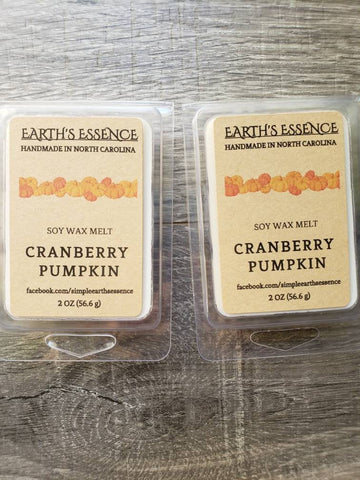 EARTH'S ESSENCE
HANDMADE IN NORTH CAROLINA
SOY WAX MELT
CRANBERRY
PUMPKIN
facebook.com/simpleearthsessence
2 OZ (56.6 g)
EARTH'S ESSENCE
HANDMADE IN NORTH CAROLINA
SOY WAX MELT
CRANBERRY
PUMPKIN
facebook.com/simpleearthsessence
2 OZ (56.6 g)